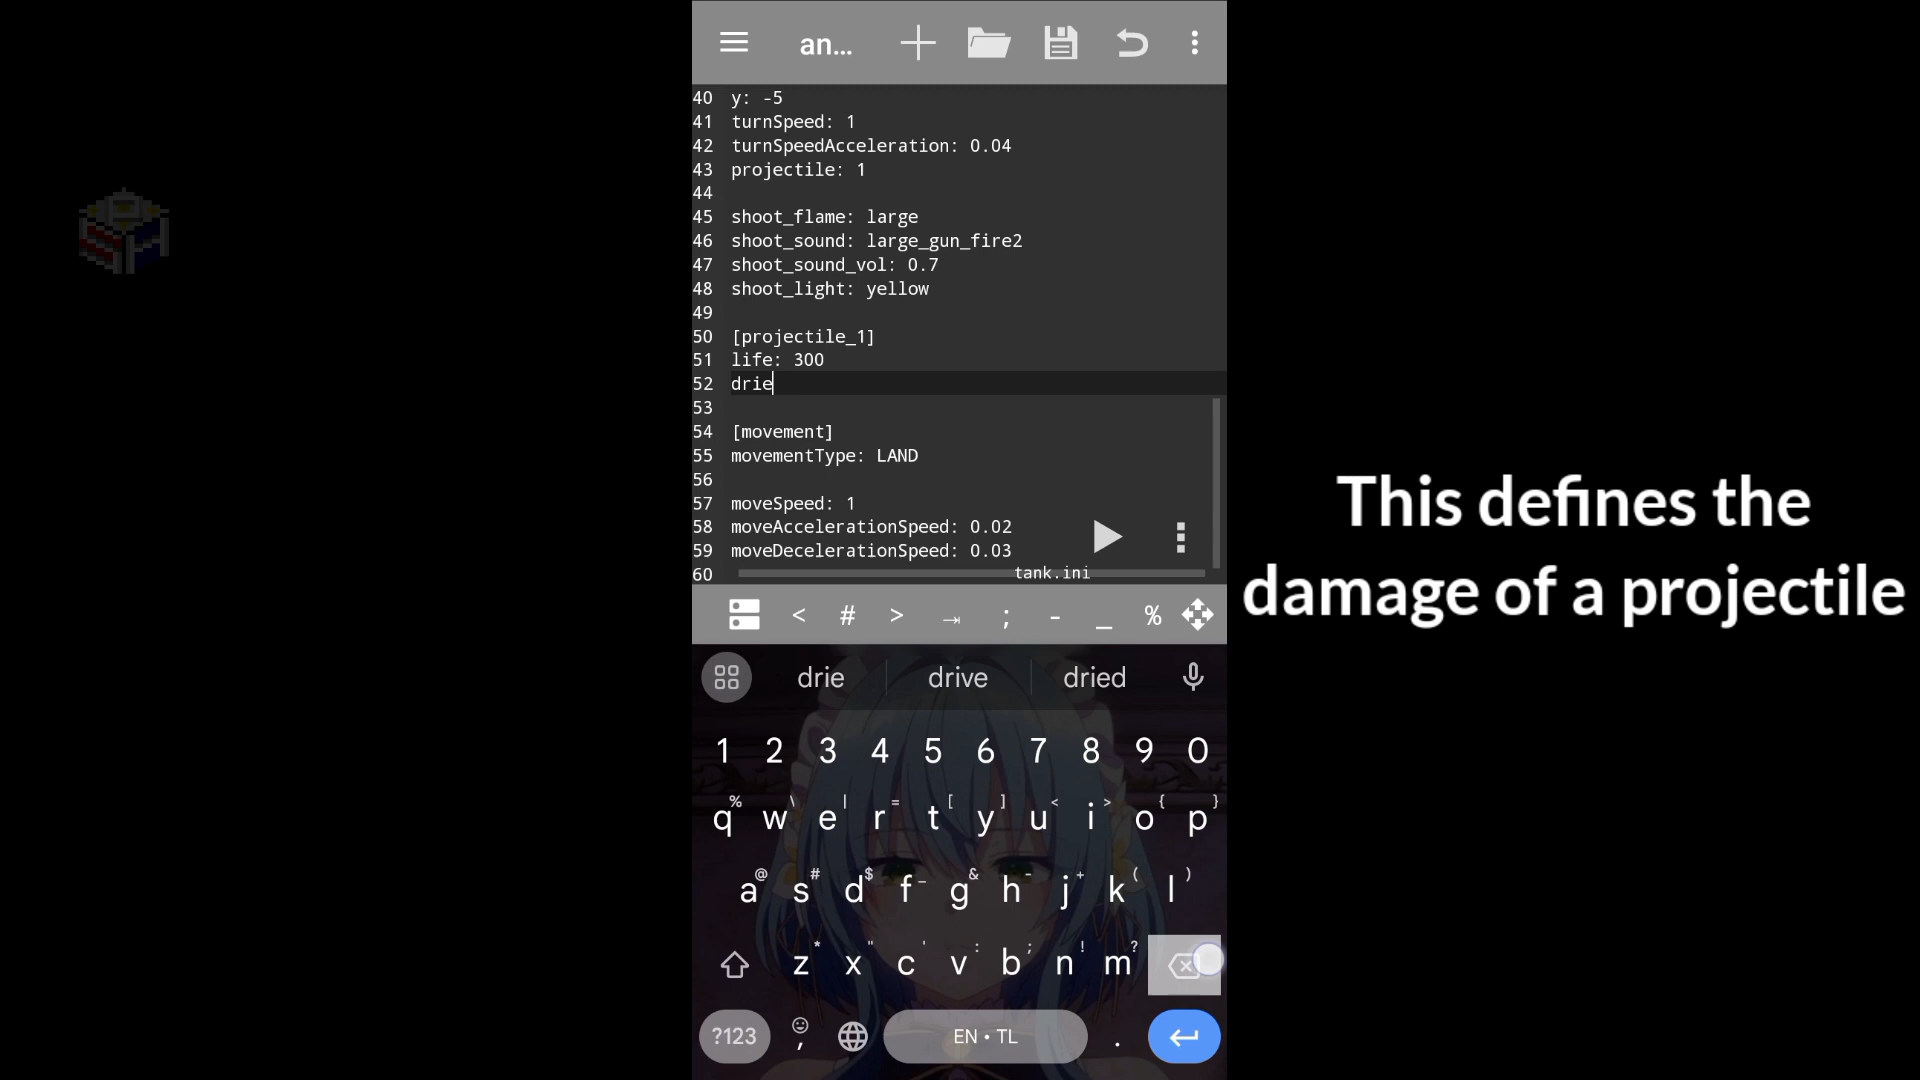 an...
40 y: -5
41 turnSpeed: 1
42 turnSpeedAcceleration: 0.04
43 projectile: 1
44
45 shoot_flame: large
46 shoot_sound: large_gun_fire2
47 shoot_sound_vol: 0.7
48 shoot_light: yellow
49
50 [projectile_1]
51 life: 300
52 drie
53
54 [movement]
55 movementType: LAND
56
57 moveSpeed: 1
58 moveAccelerationSpeed: 0.02
59 moveDecelerationSpeed: 0.03
60
tank.ini
< # > → ; - _ %
drie drive dried
1 2 3 4 5 6 7 8 9 0
% \ | = [ ] < > { }
q w e r t y u i o p
@ # $ _ & - + ( )
a s d f g h j k l
* " ' : ; ! ?
z x c v b n m
?123 , EN • TL .
This defines the
damage of a projectile